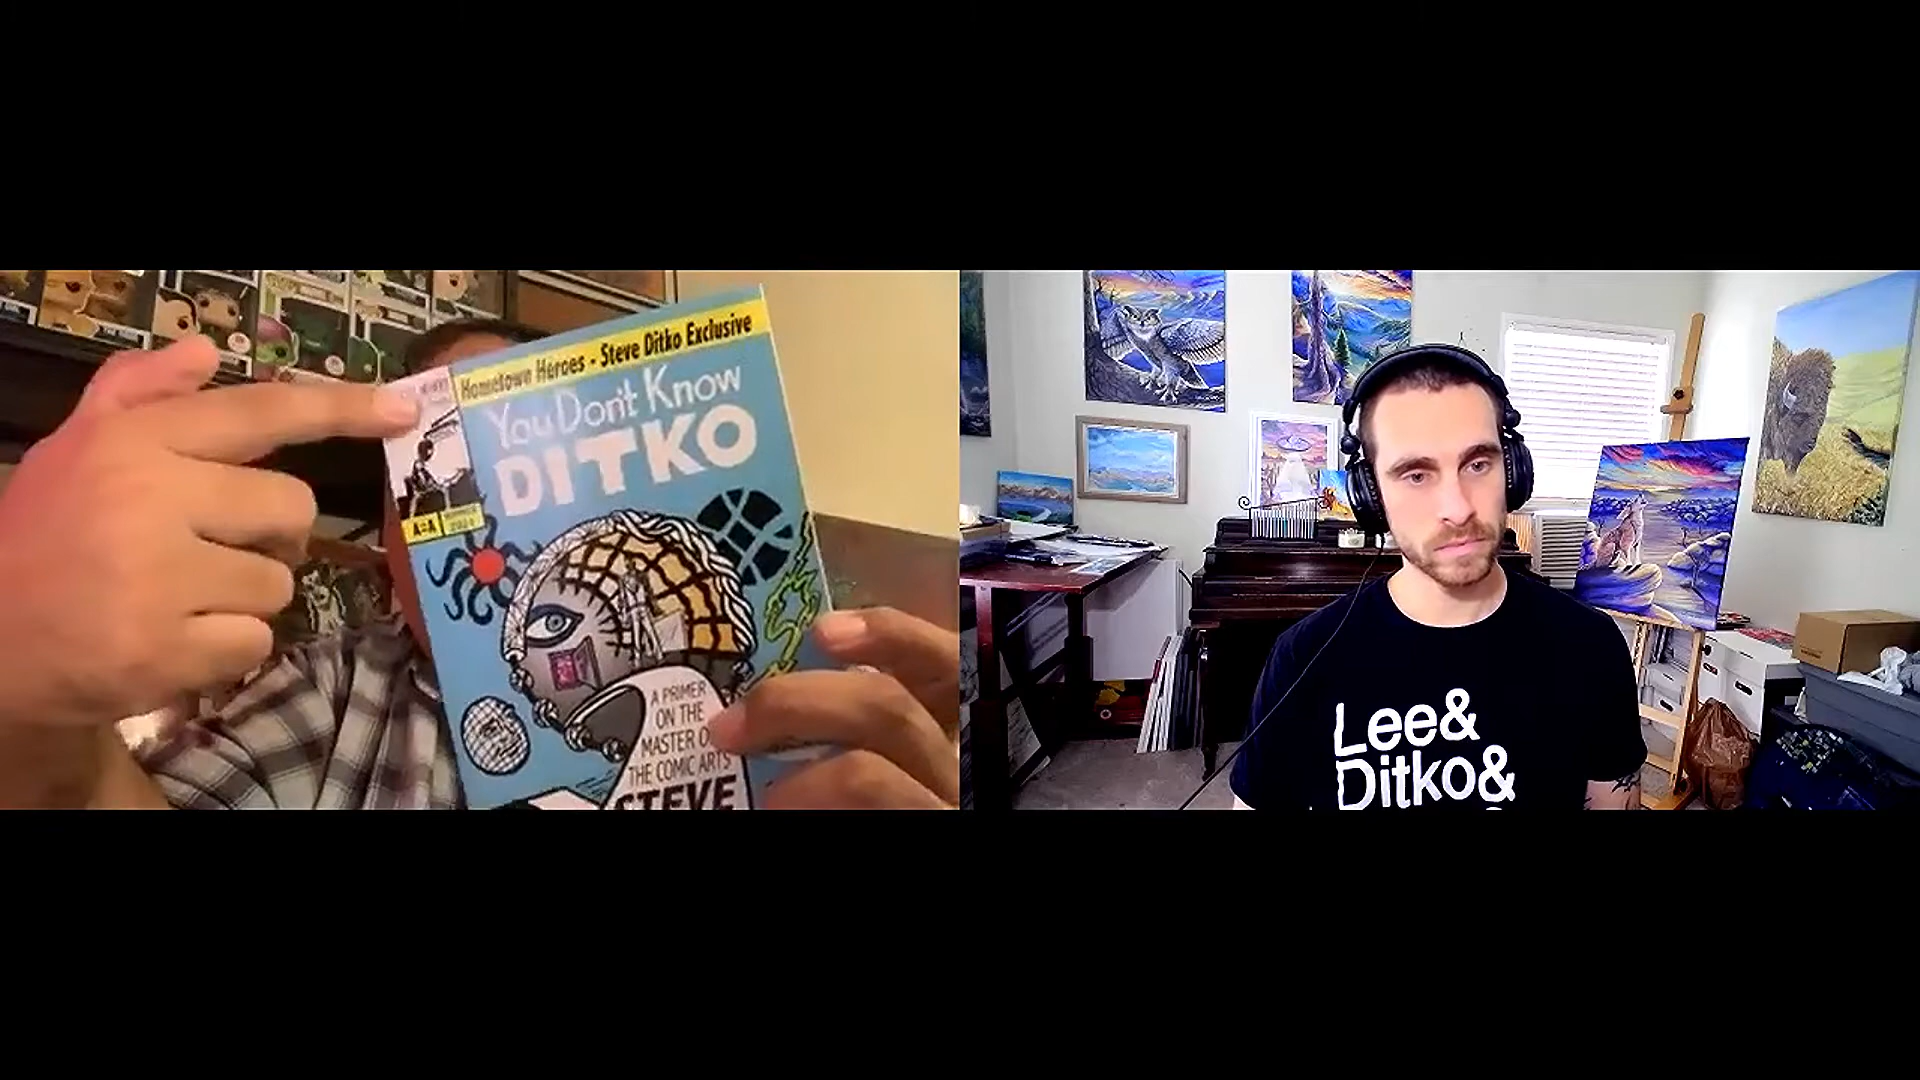 Hometown Heroes - Steve Ditko Exclusive
You Don't Know
DITKO
A=A
A PRIMER
ON THE
MASTER
THE COMIC ARTS
STEVE
Lee&
Ditko&